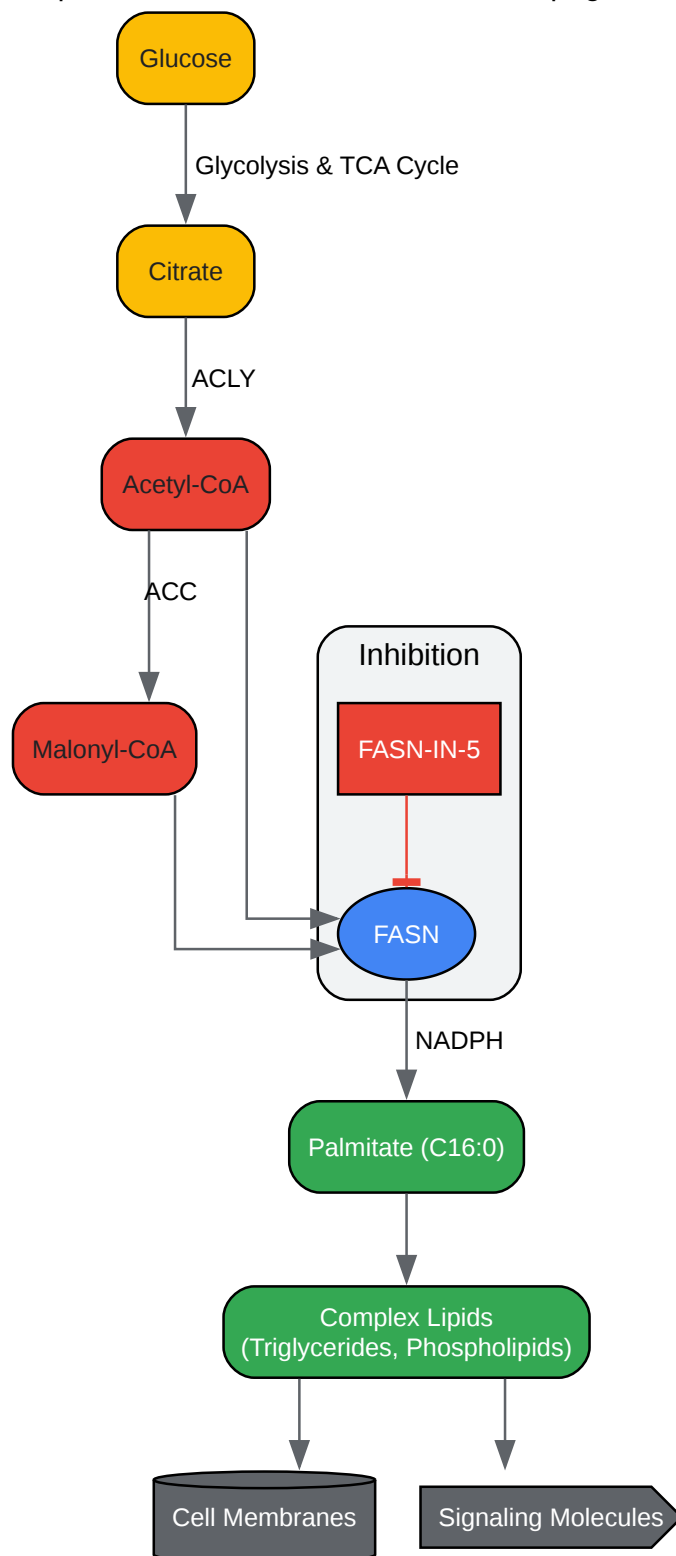 Glucose
Glycolysis & TCA Cycle
Citrate
ACLY
Acetyl-CoA
ACC
Inhibition
Malonyl-CoA
FASN-IN-5
FASN
NADPH
Palmitate (C16:0)
Complex Lipids
(Triglycerides, Phospholipids)
Cell Membranes
Signaling Molecules